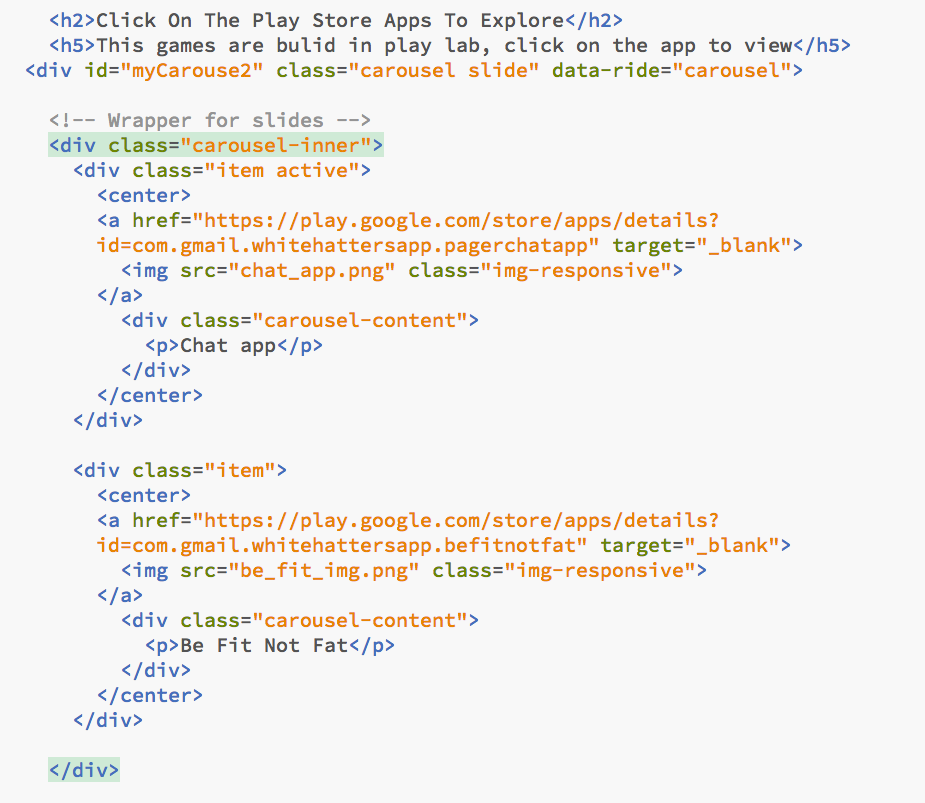 <h2>Click On The Play Store Apps To Explore</h2>
<h5>This games are bulid in play lab, click on the app to view</h5>
<div id="myCarouse2" class="carousel slide" data-ride="carousel">
<!-- Wrapper for slides -->
<div class="carousel-inner">
<div class="item active">
<center>
<a href="https://play.google.com/store/apps/details?
id=com.gmail.whitehattersapp.pagerchatapp" target="_blank">
<img src="chat_app.png" class="img-responsive">
</a>
<div class="carousel-content">
<p>Chat app</p>
</div>
</center>
</div>
<div class="item">
<center>
<a href="https://play.google.com/store/apps/details?
id=com.gmail.whitehattersapp.befitnotfat" target="_blank">
<img src="be_fit_img.png" class="img-responsive">
</a>
<div class="carousel-content">
<p>Be Fit Not Fat</p>
</div>
</center>
</div>
</div>